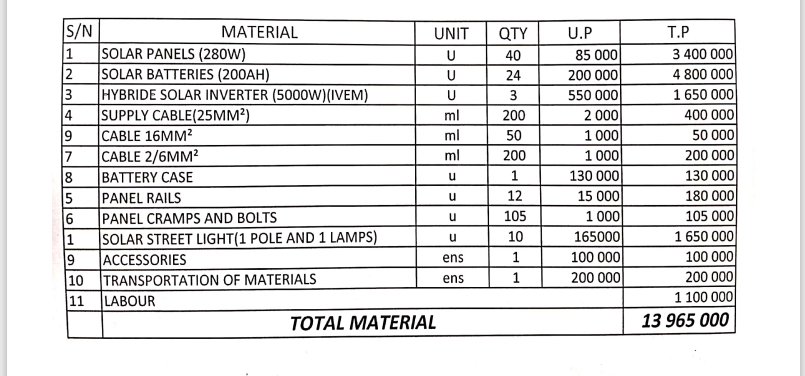 S/N MATERIAL UNIT QTY U.P T.P
1 SOLAR PANELS (280W) U 40 85 000 3 400 000
2 SOLAR BATTERIES (200AH) U 24 200 000 4 800 000
3 HYBRIDE SOLAR INVERTER (5000W)(IVEM) U 3 550 000 1 650 000
4 SUPPLY CABLE(25MM²) ml 200 2 000 400 000
9 CABLE 16MM² ml 50 1 000 50 000
7 CABLE 2/6MM² ml 200 1 000 200 000
8 BATTERY CASE u 1 130 000 130 000
5 PANEL RAILS u 12 15 000 180 000
6 PANEL CRAMPS AND BOLTS u 105 1 000 105 000
1 SOLAR STREET LIGHT(1 POLE AND 1 LAMPS) u 10 165000 1 650 000
9 ACCESSORIES ens 1 100 000 100 000
10 TRANSPORTATION OF MATERIALS ens 1 200 000 200 000
11 LABOUR 1 100 000
TOTAL MATERIAL 13 965 000